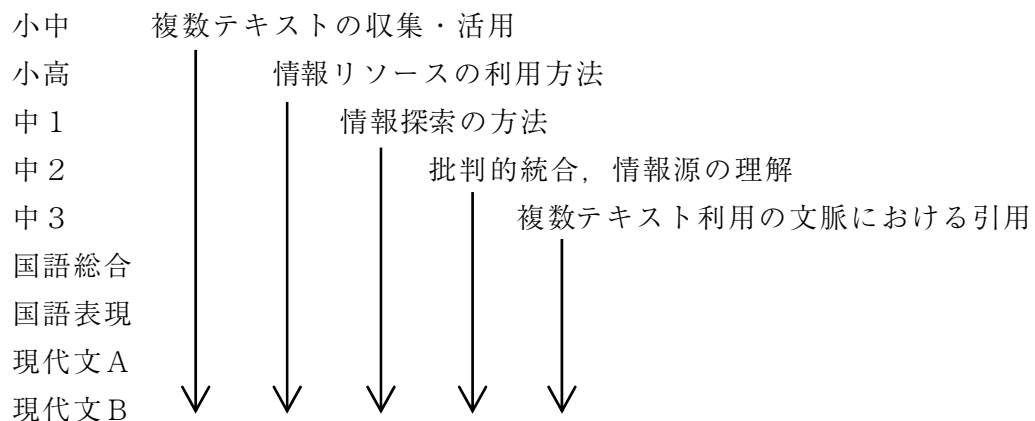 小中 複数テキストの収集・活用
小高 情報リソースの利用方法
中1 情報探索の方法
中2 批判的統合，情報源の理解
中3 複数テキスト利用の文脈における引用
国語総合
国語表現
現代文A
現代文B